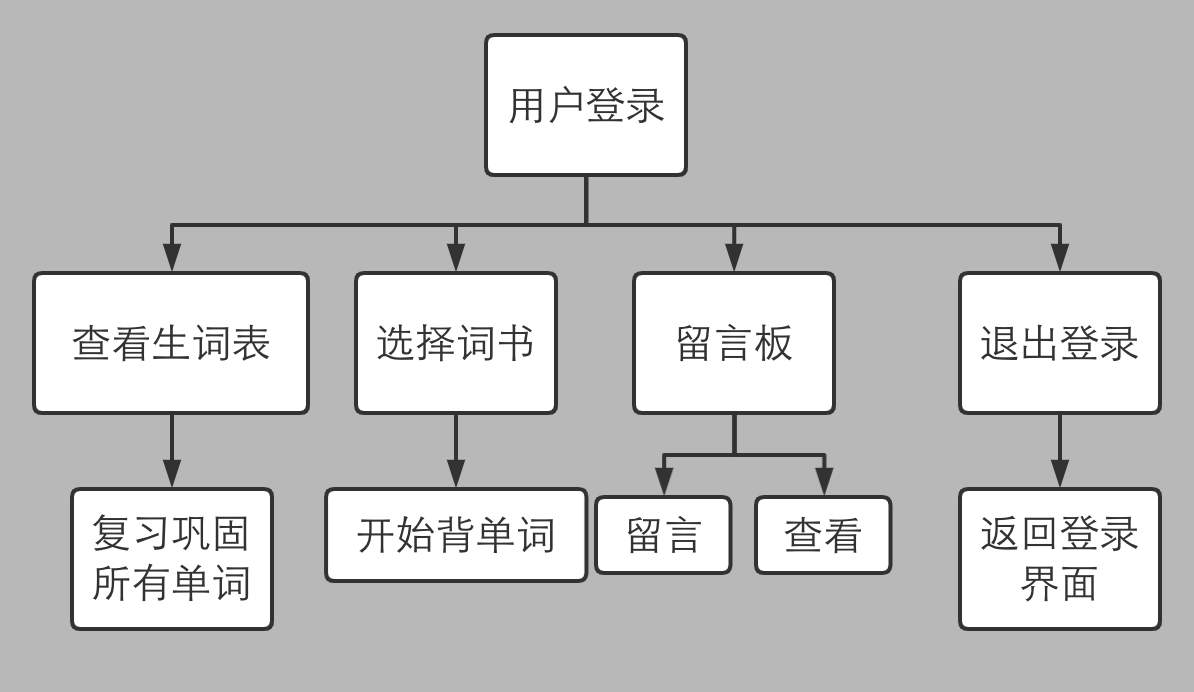 用户登录
查看生词表
选择词书
留言板
退出登录
复习巩固
所有单词
开始背单词
留言
查看
返回登录
界面